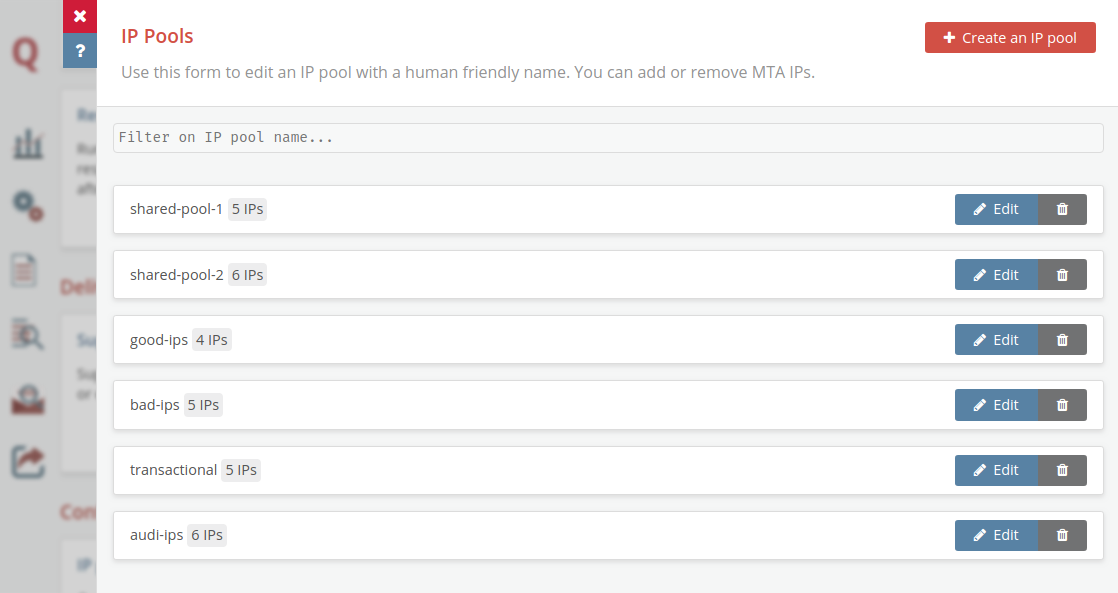 Q
?
IP Pools
+ Create an IP pool
Use this form to edit an IP pool with a human friendly name. You can add or remove MTA IPs.
Filter on IP pool name...
shared-pool-1 5 IPs Edit
shared-pool-2 6 IPs Edit
good-ips 4 IPs Edit
bad-ips 5 IPs Edit
transactional 5 IPs Edit
audi-ips 6 IPs Edit